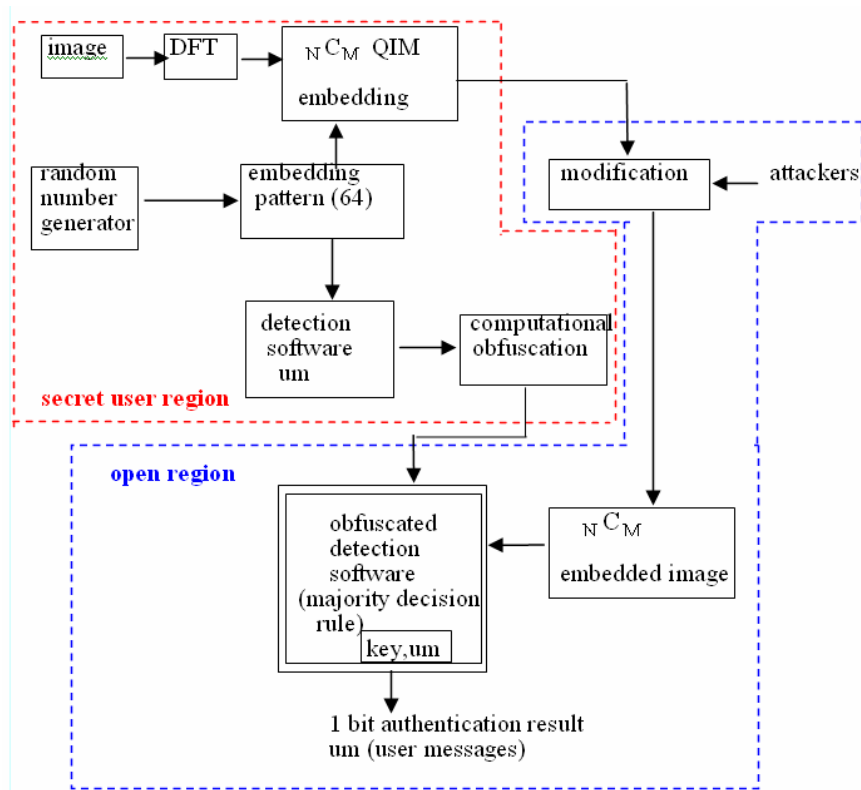 image
DFT
N C M QIM
embedding
random
number
generator
embedding
pattern (64)
modification
attackers
detection
software
um
computational
obfuscation
secret user region
open region
obfuscated
detection
software
(majority decision
rule)
key,um
N C M
embedded image
1 bit authentication result
um (user messages)